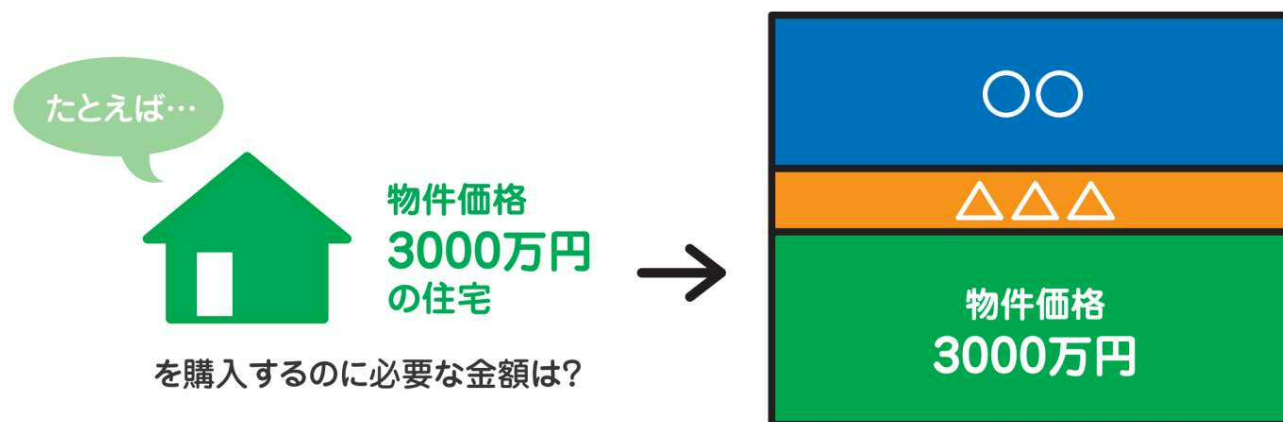 たとえば…
物件価格
3000万円
の住宅
を購入するのに必要な金額は?
○○
△△△
物件価格
3000万円